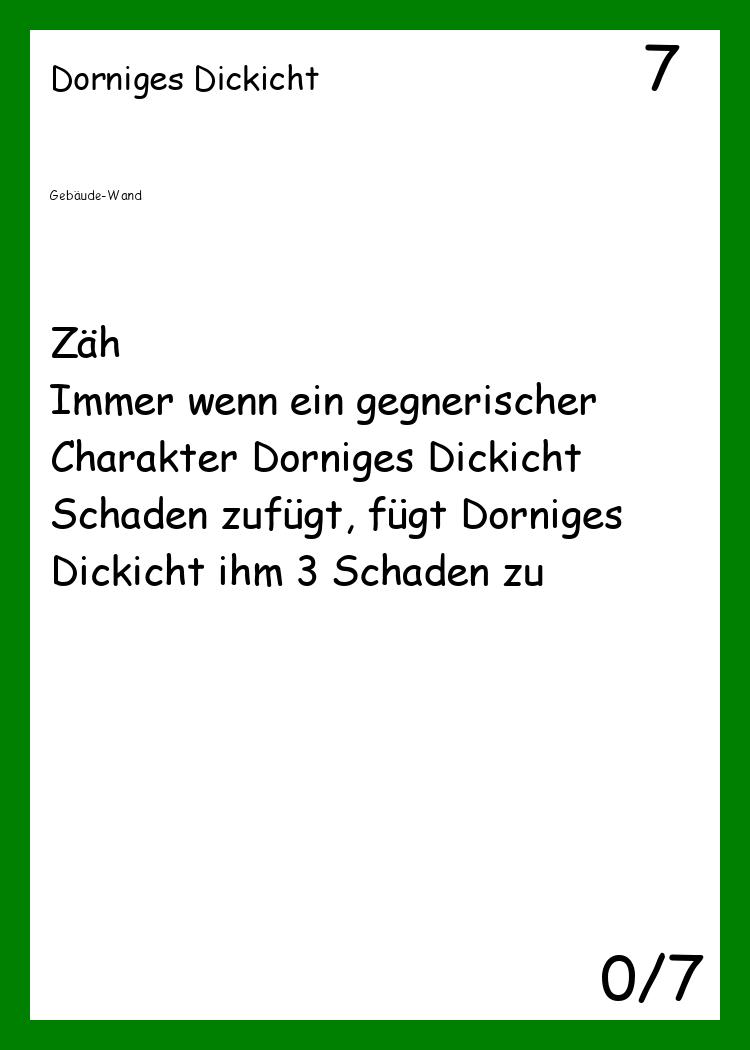 Dorniges Dickicht
7
Gebäude-Wand
Zäh
Immer wenn ein gegnerischer
Charakter Dorniges Dickicht
Schaden zufügt, fügt Dorniges
Dickicht ihm 3 Schaden zu
0/7